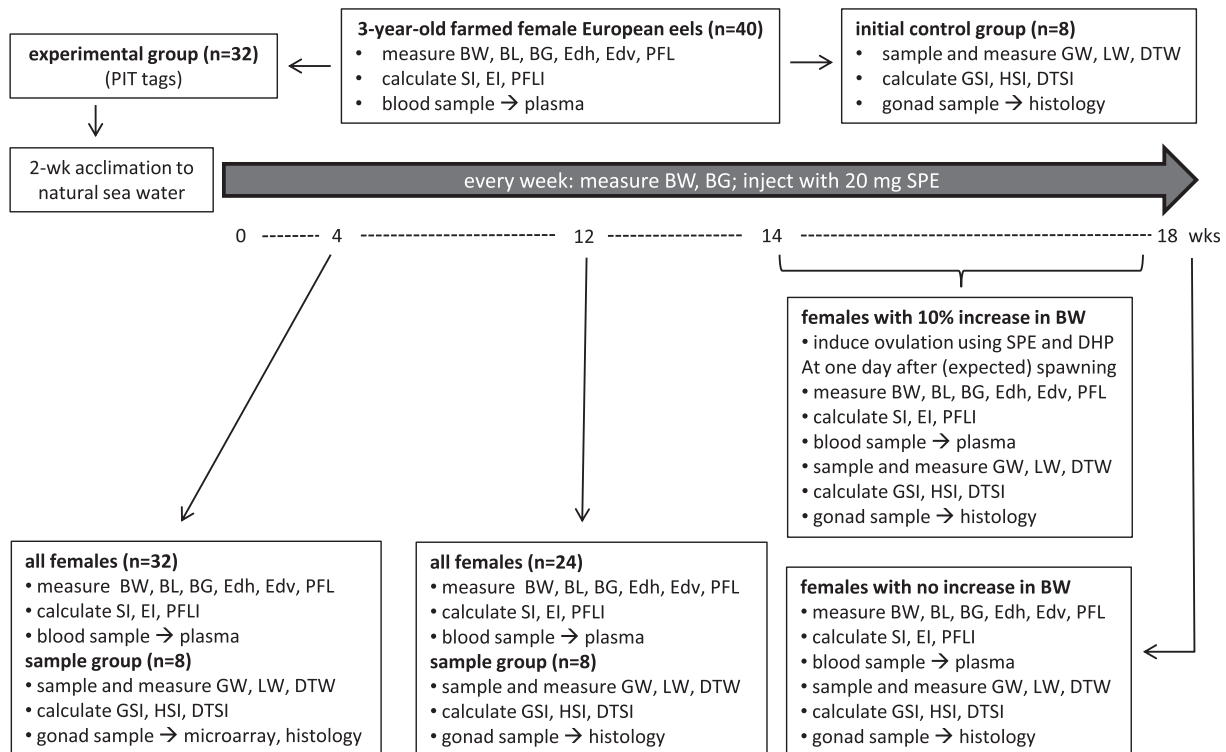 3-year-old farmed female European eels (n=40)
• measure BW, BL, BG, Edh, Edv, PFL
• calculate SI, EI, PFLI
• blood sample → plasma
experimental group (n=32)
(PIT tags)
initial control group (n=8)
• sample and measure GW, LW, DTW
• calculate GSI, HSI, DTSI
• gonad sample → histology
2-wk acclimation to
natural sea water
every week: measure BW, BG; inject with 20 mg SPE
0 ------- 4 -------------------- 12 -------------- 14 ------------------------------ 18 wks
females with 10% increase in BW
• induce ovulation using SPE and DHP
At one day after (expected) spawning
• measure BW, BL, BG, Edh, Edv, PFL
• calculate SI, EI, PFLI
• blood sample → plasma
• sample and measure GW, LW, DTW
• calculate GSI, HSI, DTSI
• gonad sample → histology
all females (n=32)
• measure BW, BL, BG, Edh, Edv, PFL
• calculate SI, EI, PFLI
• blood sample → plasma
sample group (n=8)
• sample and measure GW, LW, DTW
• calculate GSI, HSI, DTSI
• gonad sample → microarray, histology
all females (n=24)
• measure BW, BL, BG, Edh, Edv, PFL
• calculate SI, EI, PFLI
• blood sample → plasma
sample group (n=8)
• sample and measure GW, LW, DTW
• calculate GSI, HSI, DTSI
• gonad sample → histology
females with no increase in BW
• measure BW, BL, BG, Edh, Edv, PFL
• calculate SI, EI, PFLI
• blood sample → plasma
• sample and measure GW, LW, DTW
• calculate GSI, HSI, DTSI
• gonad sample → histology